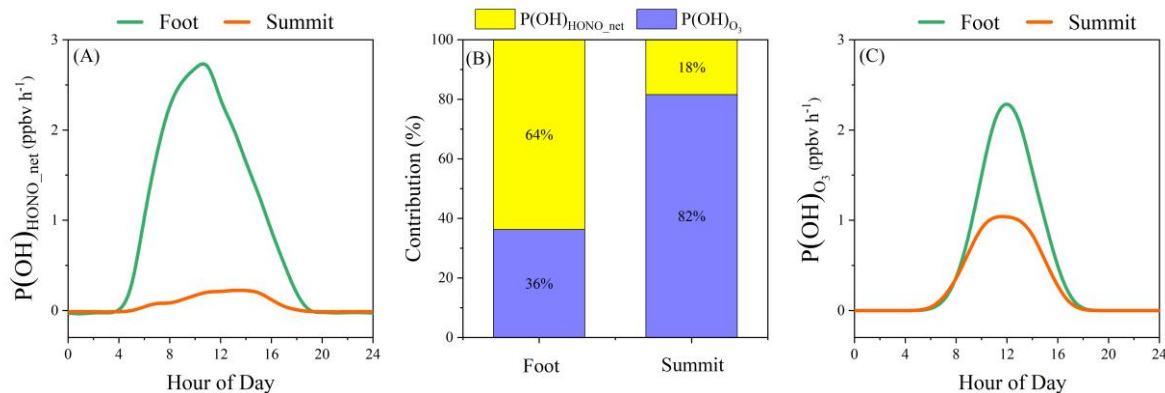 Foot Summit
(A)
P(OH)HONO_net (ppbv h-1)
3
2
1
0
0 4 8 12 16 20 24
Hour of Day
P(OH)HONO_net P(OH)O3
(B)
Contribution (%)
100
80
60
40
20
0
64%
36%
18%
82%
Foot Summit
Foot Summit
(C)
P(OH)O3 (ppbv h-1)
3
2
1
0
0 4 8 12 16 20 24
Hour of Day